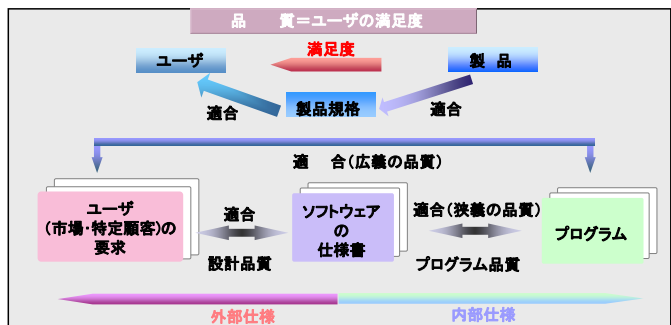 品　質＝ユーザの満足度
満足度
ユーザ
製 品
適合
製品規格
適合
適　合(広義の品質)
ユーザ
(市場・特定顧客)の
要求
適合
設計品質
ソフトウェア
の
仕様書
適合(狭義の品質)
プログラム品質
プログラム
外部仕様
内部仕様